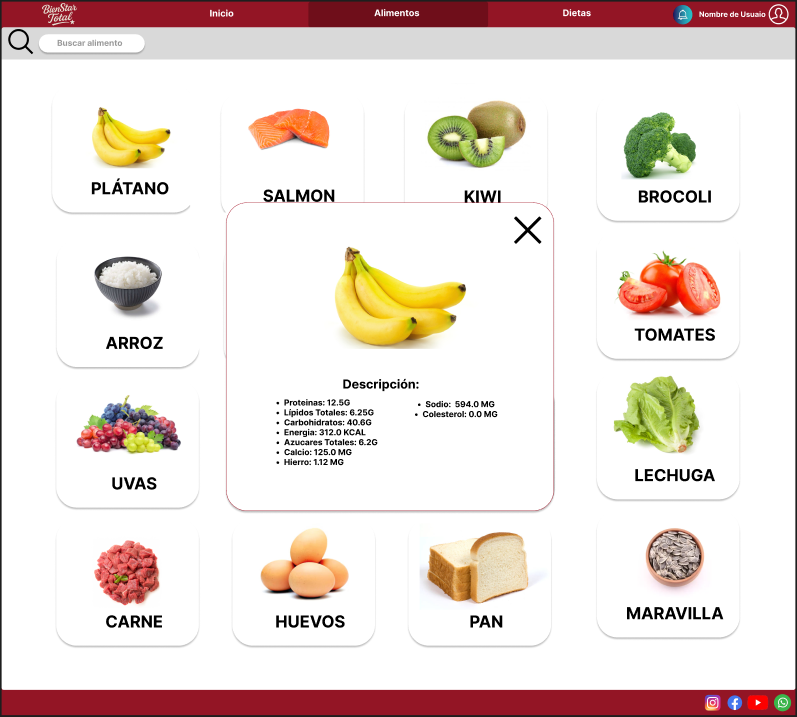 BienStar
Total
Inicio
Alimentos
Dietas
Nombre de Usuaio
Buscar alimento
PLÁTANO
SALMON
KIWI
BROCOLI
ARROZ
TOMATES
Descripción:
Proteinas: 12.5G
Lípidos Totales: 6.25G
Carbohidratos: 40.6G
Energía: 312.0 KCAL
Azucares Totales: 6.2G
Calcio: 125.0 MG
Hierro: 1.12 MG
Sodio: 594.0 MG
Colesterol: 0.0 MG
UVAS
LECHUGA
CARNE
HUEVOS
PAN
MARAVILLA